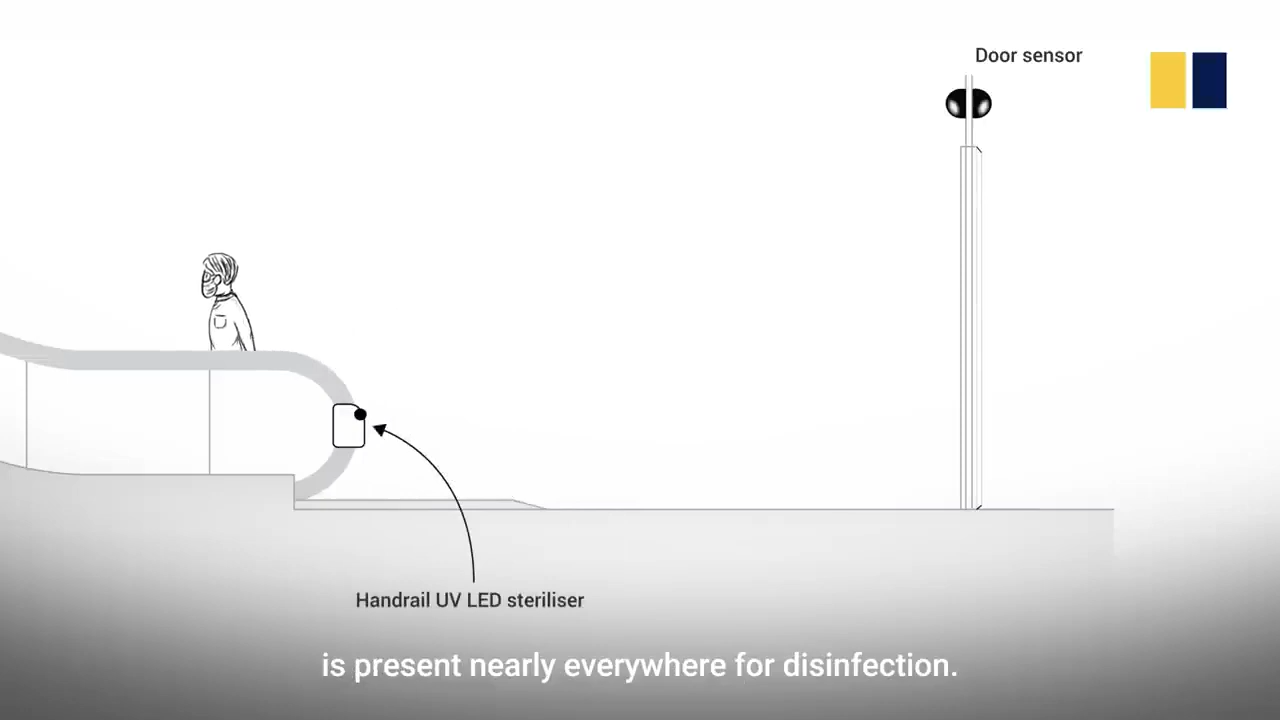 Door sensor
Handrail UV LED steriliser
is present nearly everywhere for disinfection.